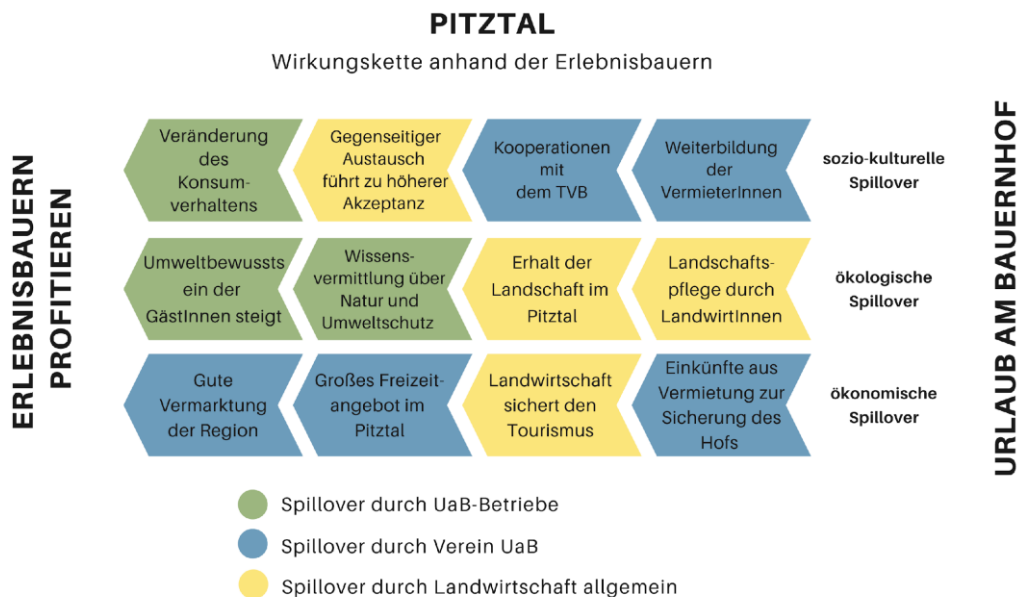 PITZTAL
Wirkungskette anhand der Erlebnisbauern
ERLEBNISBAUERN
PROFITIEREN
Veränderung
des
Konsum-
verhaltens
Gegenseitiger
Austausch
führt zu höherer
Akzeptanz
Kooperationen
mit
dem TVB
Weiterbildung
der
VermieterInnen
sozio-kulturelle
Spillover
Umweltbewussts
ein der
GästInnen steigt
Wissens-
vermittlung über
Natur und
Umweltschutz
Erhalt der
Landschaft im
Pitztal
Landschafts-
pflege durch
LandwirtInnen
ökologische
Spillover
Gute
Vermarktung
der Region
Großes Freizeit-
angebot im
Pitztal
Landwirtschaft
sichert den
Tourismus
Einkünfte aus
Vermietung zur
Sicherung des
Hofs
ökonomische
Spillover
URLAUB AM BAUERNHOF
Spillover durch UaB-Betriebe
Spillover durch Verein UaB
Spillover durch Landwirtschaft allgemein